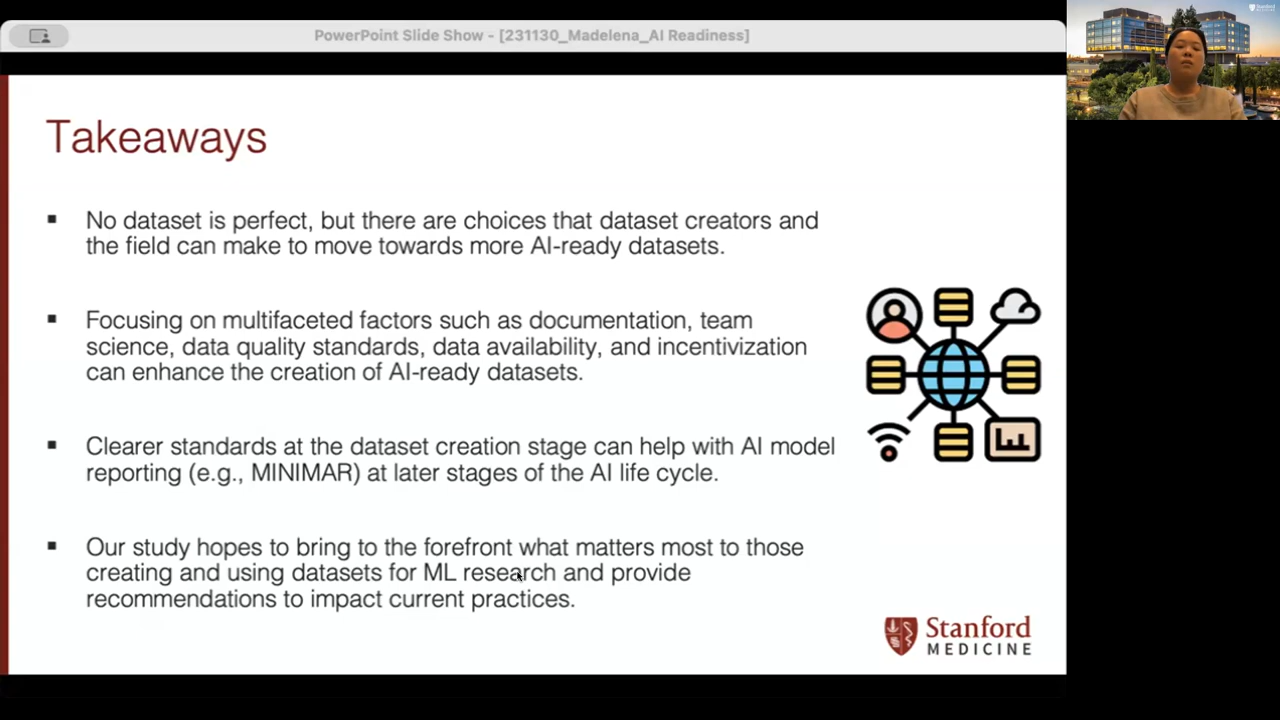 PowerPoint Slide Show - [231130_Madelena_AI Readiness]
Stanford
MEDICINE
Takeaways
▪ No dataset is perfect, but there are choices that dataset creators and
the field can make to move towards more AI-ready datasets.
▪ Focusing on multifaceted factors such as documentation, team
science, data quality standards, data availability, and incentivization
can enhance the creation of AI-ready datasets.
▪ Clearer standards at the dataset creation stage can help with AI model
reporting (e.g., MINIMAR) at later stages of the AI life cycle.
▪ Our study hopes to bring to the forefront what matters most to those
creating and using datasets for ML research and provide
recommendations to impact current practices.
Stanford
MEDICINE